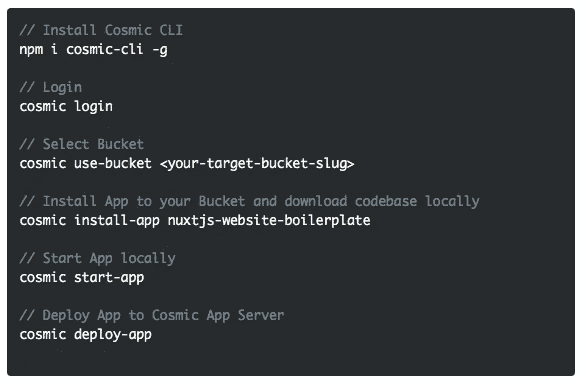 // Install Cosmic CLI
npm i cosmic-cli -g
// Login
cosmic login
// Select Bucket
cosmic use-bucket <your-target-bucket-slug>
// Install App to your Bucket and download codebase locally
cosmic install-app nuxtjs-website-boilerplate
// Start App locally
cosmic start-app
// Deploy App to Cosmic App Server
cosmic deploy-app